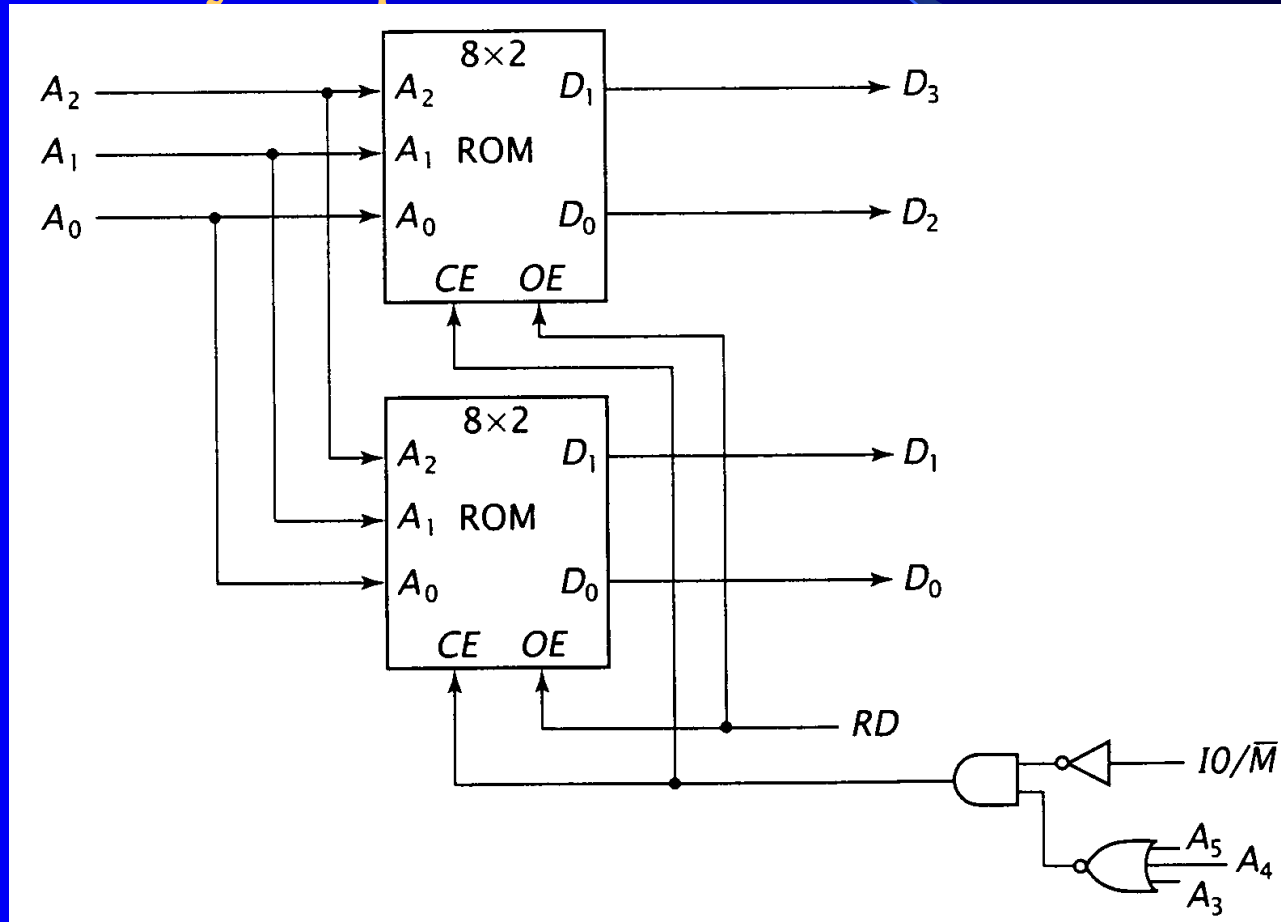 8×2
A₂ A₂ D₁ D₃
A₁ A₁ ROM
A₀ A₀ D₀ D₂
CE OE
8×2
A₂ D₁ D₁
A₁ ROM
A₀ D₀ D₀
CE OE
RD
IO/M̅
A₅
A₄
A₃